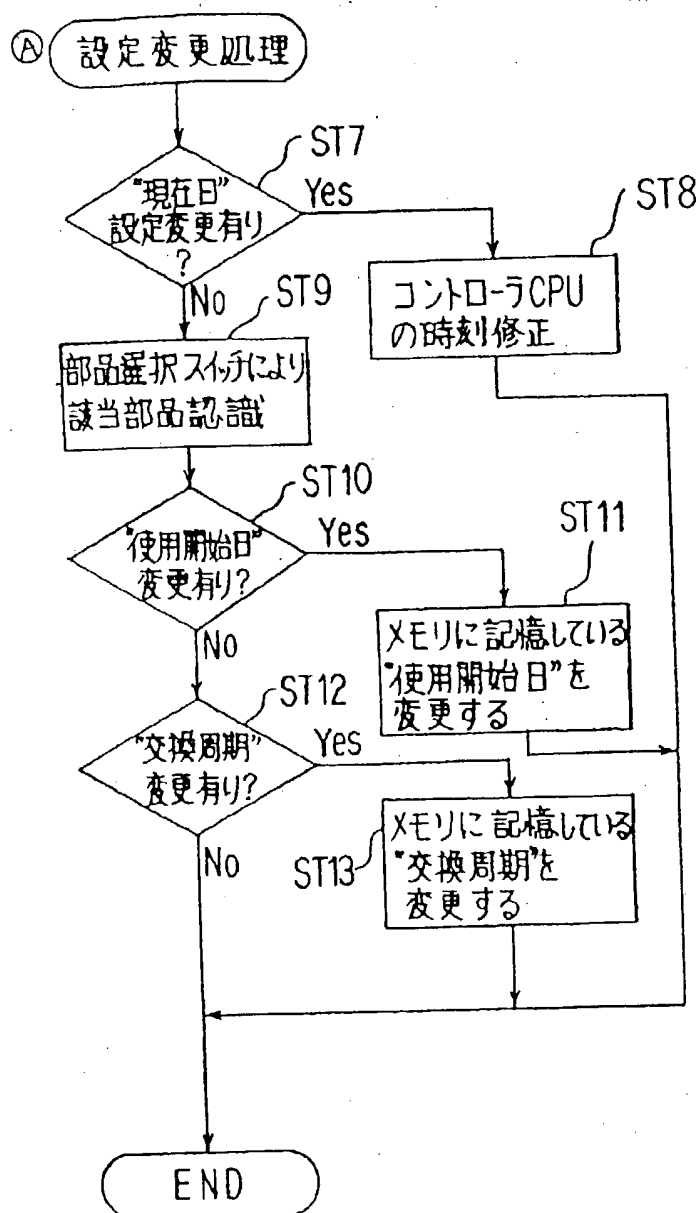 Ⓐ 設定変更処理
ST7
"現在日"
設定変更有り
?
Yes
ST8
コントローラCPU
の時刻修正
No
ST9
部品選択スイッチにより
該当部品認識
ST10
"使用開始日"
変更有り?
Yes
ST11
メモリに記憶している
"使用開始日"を
変更する
No
ST12
"交換周期"
変更有り?
Yes
ST13
メモリに記憶している
"交換周期"を
変更する
No
END